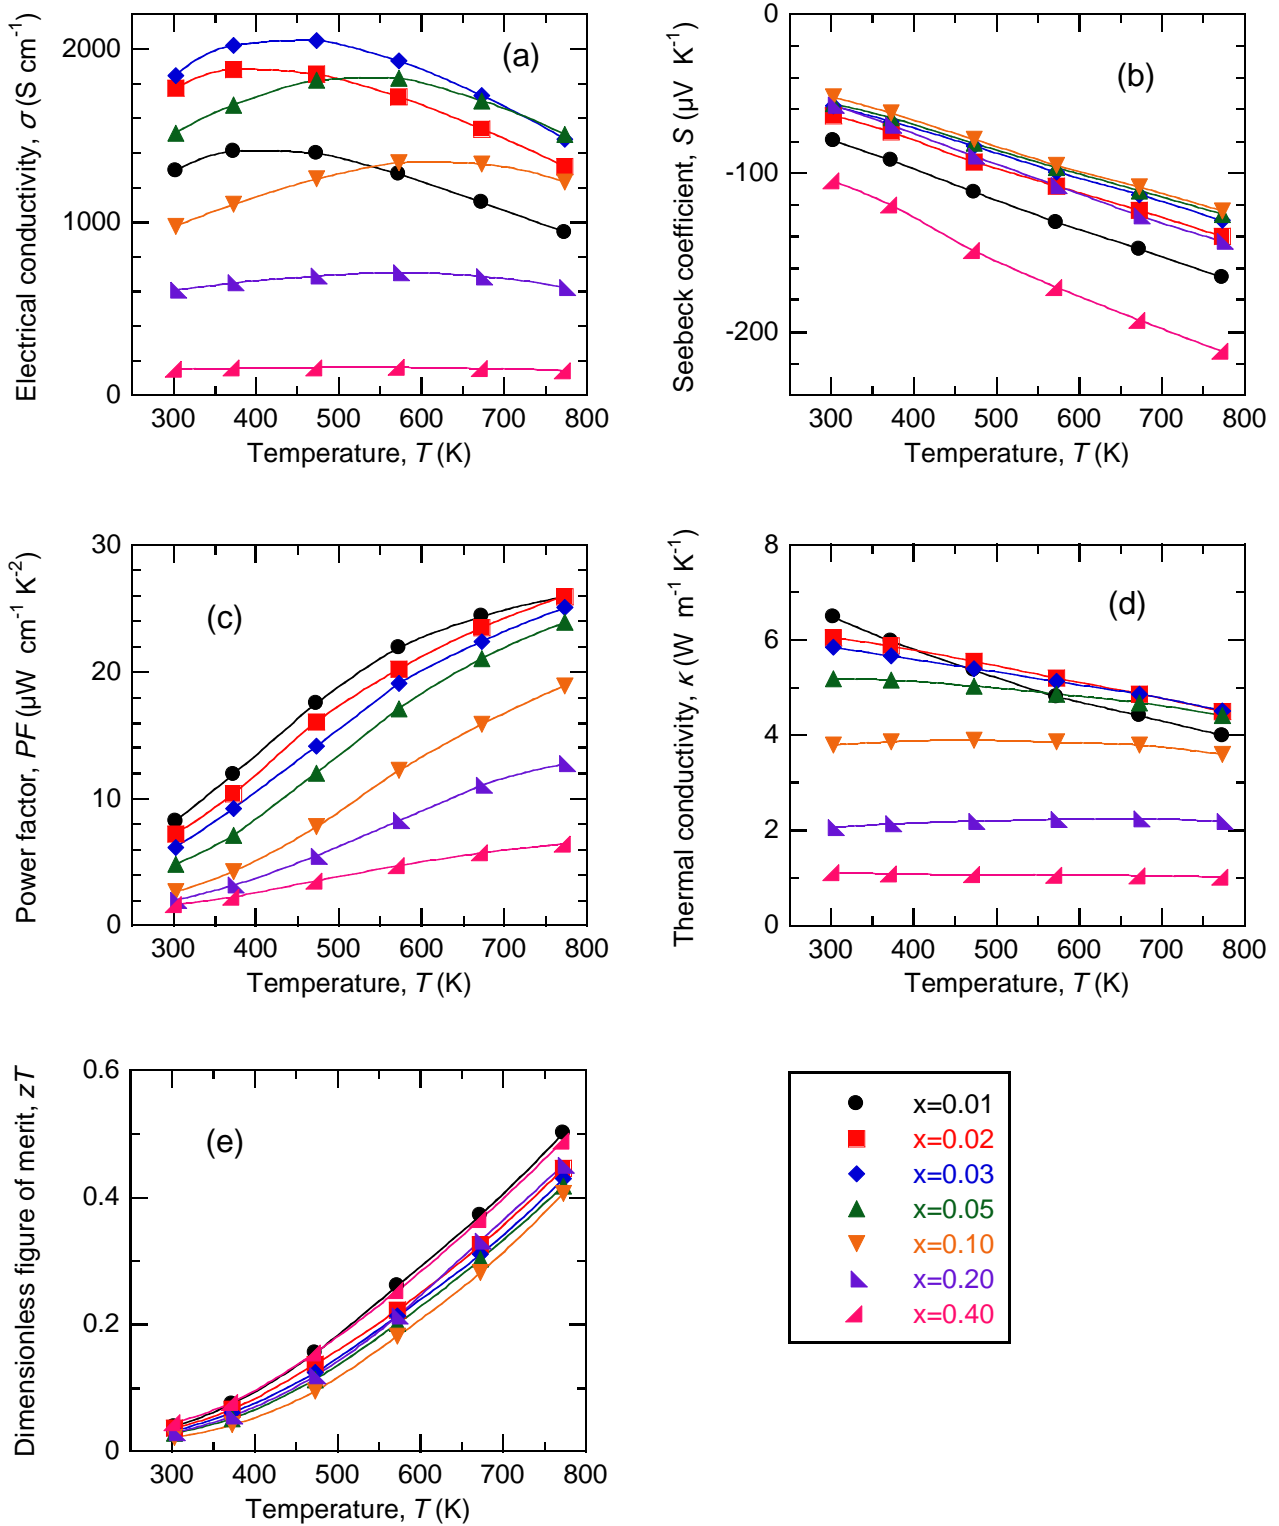 (a)
Electrical conductivity, σ (S cm⁻¹)
2000
1000
0
300 400 500 600 700 800
Temperature, T (K)
(b)
Seebeck coefficient, S (µV K⁻¹)
0
-100
-200
300 400 500 600 700 800
Temperature, T (K)
(c)
Power factor, PF (µW cm⁻¹ K⁻²)
30
20
10
0
300 400 500 600 700 800
Temperature, T (K)
(d)
Thermal conductivity, κ (W m⁻¹ K⁻¹)
8
6
4
2
0
300 400 500 600 700 800
Temperature, T (K)
(e)
Dimensionless figure of merit, zT
0.6
0.4
0.2
0
300 400 500 600 700 800
Temperature, T (K)
x=0.01
x=0.02
x=0.03
x=0.05
x=0.10
x=0.20
x=0.40